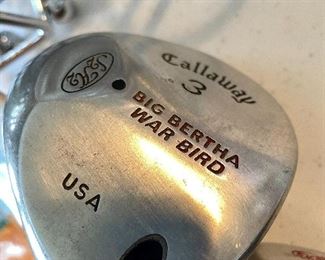 Callaway
3
BIG BERTHA
WAR BIRD
USA